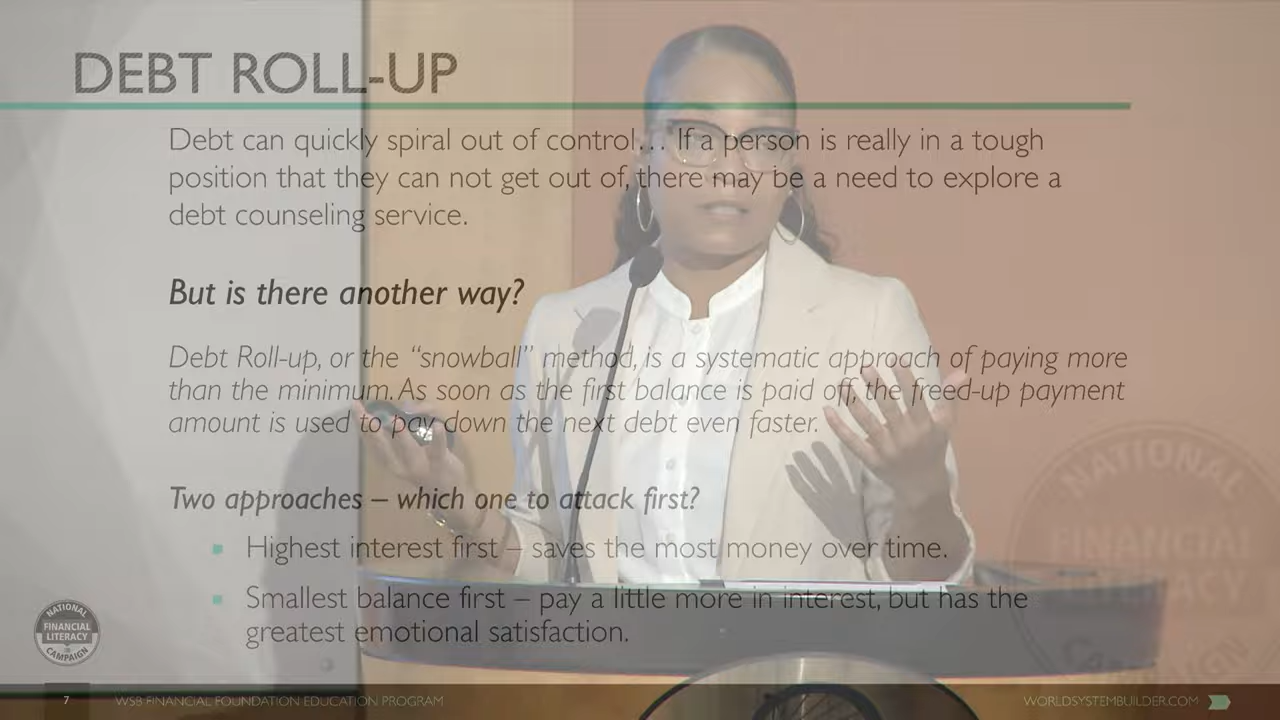 DEBT ROLL-UP
Debt can quickly spiral out of control… If a person is really in a tough
position that they can not get out of, there may be a need to explore a
debt counseling service.
But is there another way?
Debt Roll-up, or the “snowball” method, is a systematic approach of paying more
than the minimum. As soon as the first balance is paid off, the freed-up payment
amount is used to pay down the next debt even faster.
Two approaches – which one to attack first?
Highest interest first – saves the most money over time.
Smallest balance first – pay a little more in interest, but has the
greatest emotional satisfaction.
NATIONAL
FINANCIAL
LITERACY
CAMPAIGN
NATIONAL
FINANCIAL
LITERACY
CAMPAIGN
7
WSB FINANCIAL FOUNDATION EDUCATION PROGRAM
WORLDSYSTEMBUILDER.COM